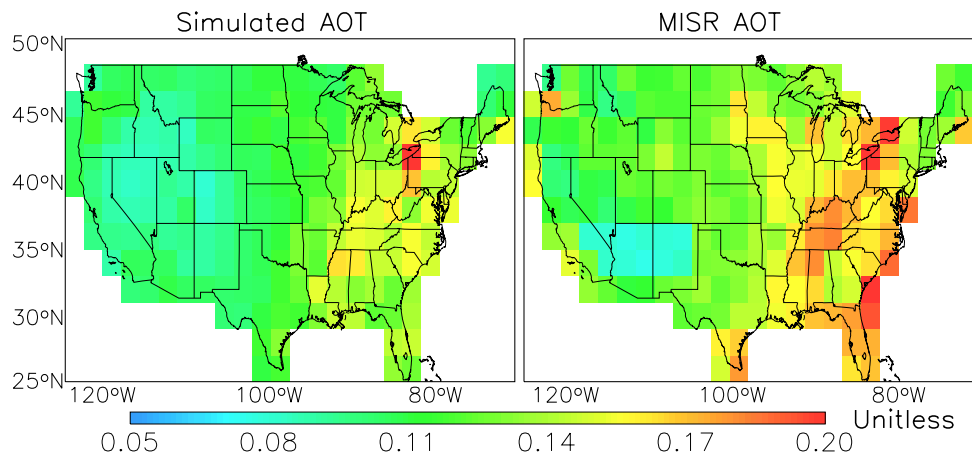 Simulated AOT
MISR AOT
50°N
45°N
40°N
35°N
30°N
25°N
120°W 100°W 80°W
120°W 100°W 80°W
Unitless
0.05 0.08 0.11 0.14 0.17 0.20